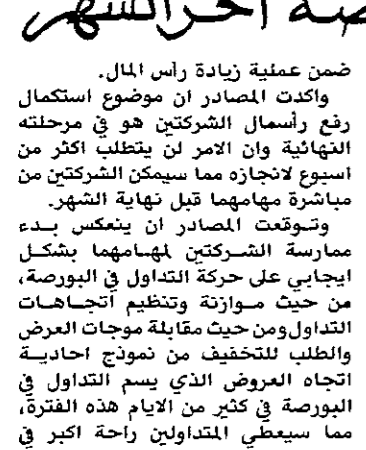 صة آخر الشهر
ضمن عملية زيادة رأس المال.
واكدت المصادر ان موضوع استكمال
رفع رأسمال الشركتين هو في مرحلته
النهائية وان الامر لن يتطلب اكثر من
اسبوع لانجازه مما سيمكن الشركتين من
مباشرة مهامهما قبل نهاية الشهر.
وتوقعت المصادر ان ينعكس بدء
ممارسة الشركتين لمهامهما بشكل
ايجابي على حركة التداول في البورصة،
من حيث موازنة وتنظيم اتجاهات
التداول ومن حيث مقابلة موجات العرض
والطلب للتخفيف من نموذج احادية
اتجاه العروض الذي يسم التداول في
البورصة في كثير من الايام هذه الفترة،
مما سيعطي المتداولين راحة اكبر في